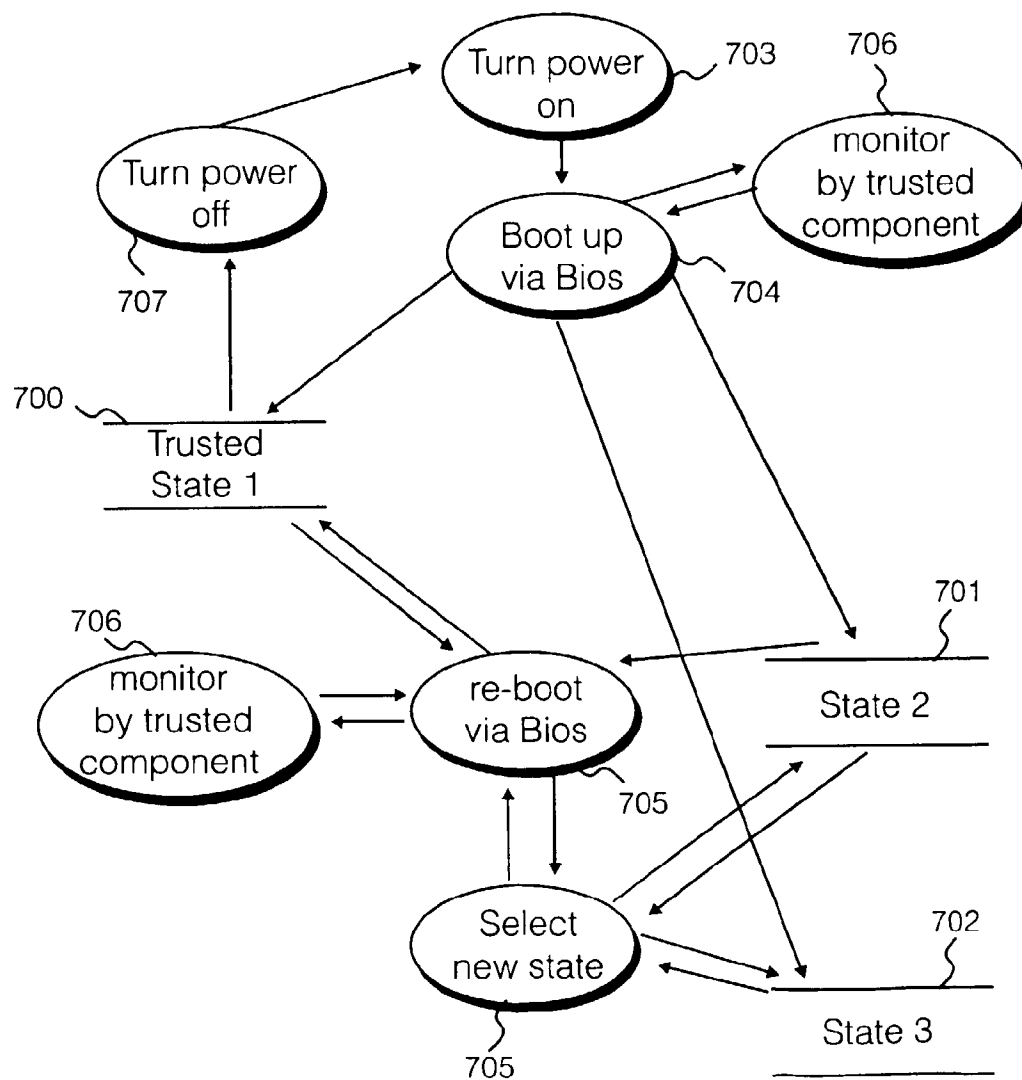 Turn power
on
703
706
monitor
by trusted
component
Turn power
off
707
Boot up
via Bios
704
700
Trusted
State 1
701
State 2
706
monitor
by trusted
component
re-boot
via Bios
705
Select
new state
705
702
State 3